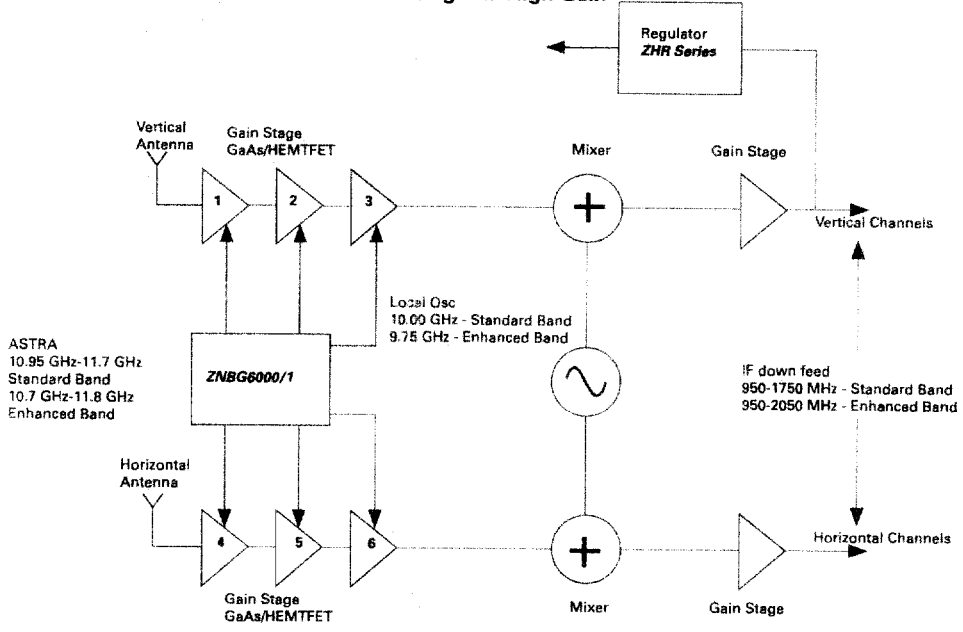 Regulator
ZHR Series
Vertical
Antenna
Gain Stage
GaAs/HEMTFET
Mixer
Gain Stage
1
2
3
+
Vertical Channels
Local Osc
10.00 GHz - Standard Band
9.75 GHz - Enhanced Band
ASTRA
10.95 GHz-11.7 GHz
Standard Band
10.7 GHz-11.8 GHz
Enhanced Band
ZNBG6000/1
IF down feed
950-1750 MHz - Standard Band
950-2050 MHz - Enhanced Band
Horizontal
Antenna
4
5
6
+
Horizontal Channels
Gain Stage
GaAs/HEMTFET
Mixer
Gain Stage